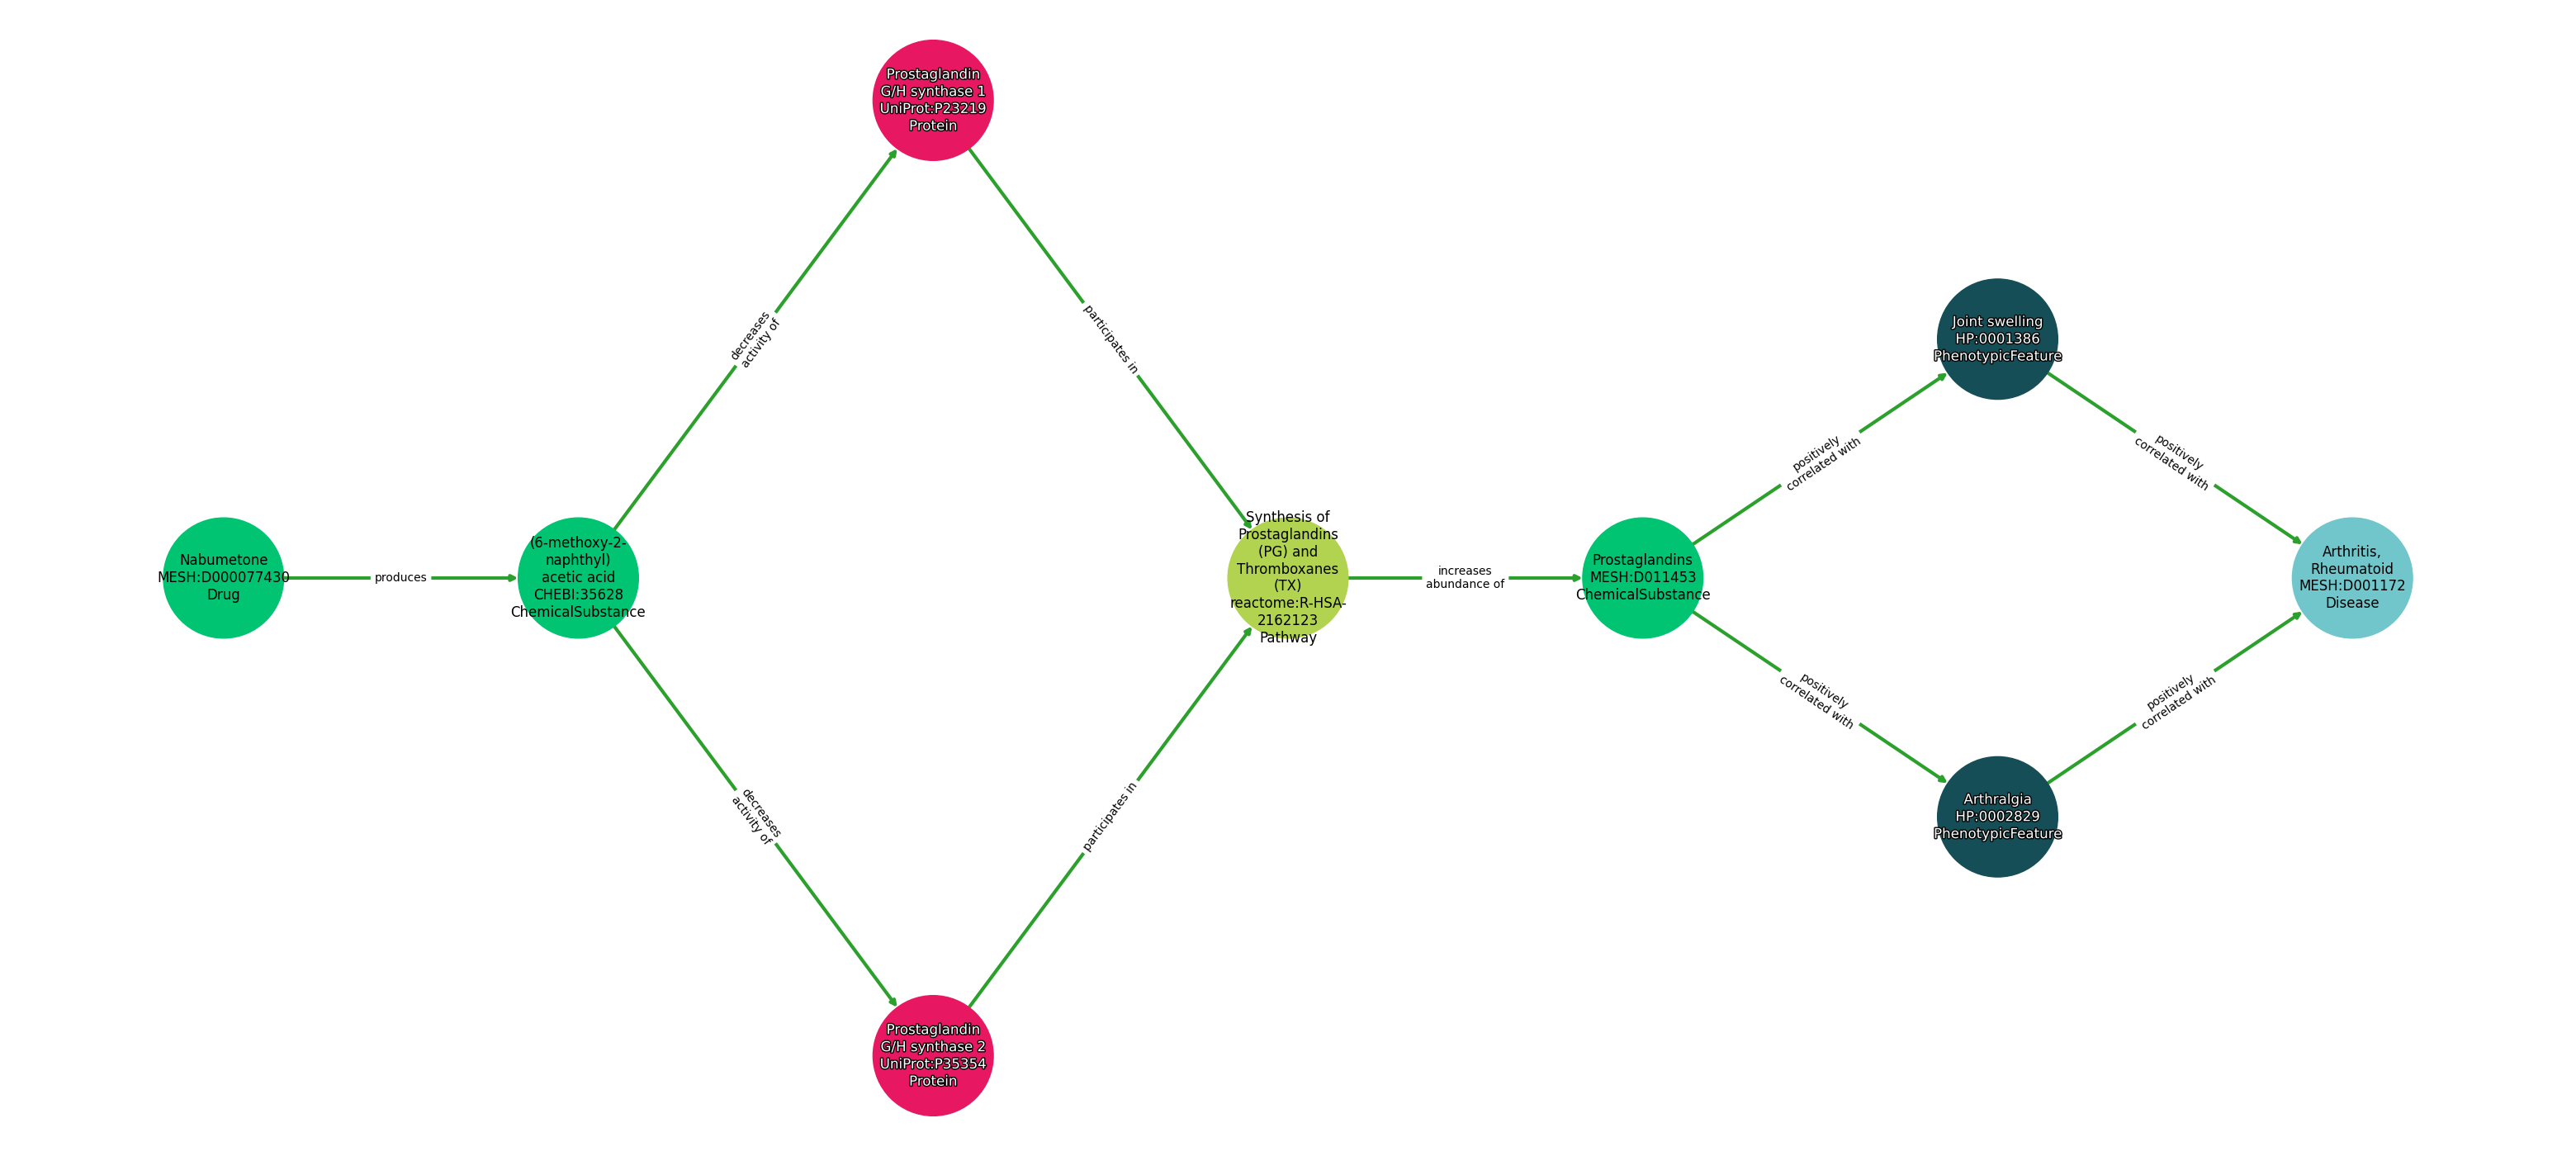 Nabumetone
MESH:D000077430
Drug
produces
(6-methoxy-2-
naphthyl)
acetic acid
CHEBI:35628
ChemicalSubstance
decreases
activity of
decreases
activity of
Prostaglandin
G/H synthase 1
UniProt:P23219
Protein
Prostaglandin
G/H synthase 2
UniProt:P35354
Protein
participates in
participates in
Synthesis of
Prostaglandins
(PG) and
Thromboxanes
(TX)
reactome:R-HSA-
2162123
Pathway
increases
abundance of
Prostaglandins
MESH:D011453
ChemicalSubstance
positively
correlated with
positively
correlated with
Joint swelling
HP:0001386
PhenotypicFeature
Arthralgia
HP:0002829
PhenotypicFeature
positively
correlated with
positively
correlated with
Arthritis,
Rheumatoid
MESH:D001172
Disease